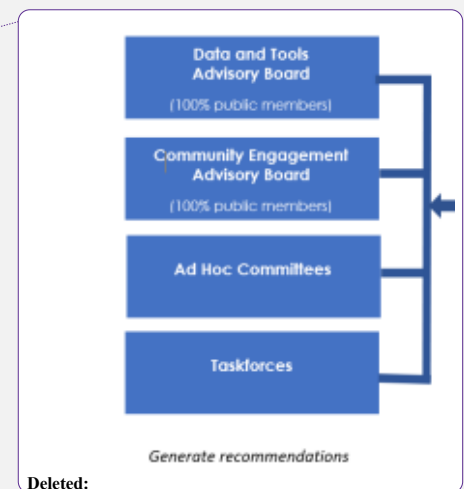 Data and Tools
Advisory Board
(100% public members)
Community Engagement
Advisory Board
(100% public members)
Ad Hoc Committees
Taskforces
Generate recommendations
Deleted: